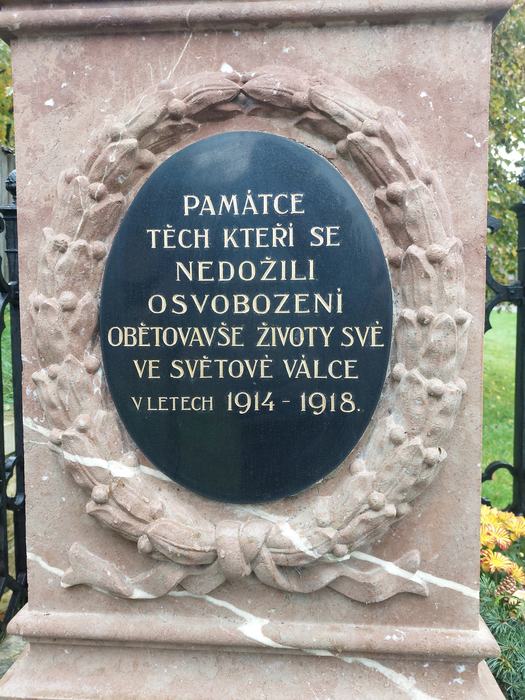 PAMÁTCE
TĚCH KTEŘÍ SE
NEDOŽILI
OSVOBOZENÍ
OBĚTOVAVŠE ŽIVOTY SVÉ
VE SVĚTOVÉ VÁLCE
V LETECH 1914 - 1918.